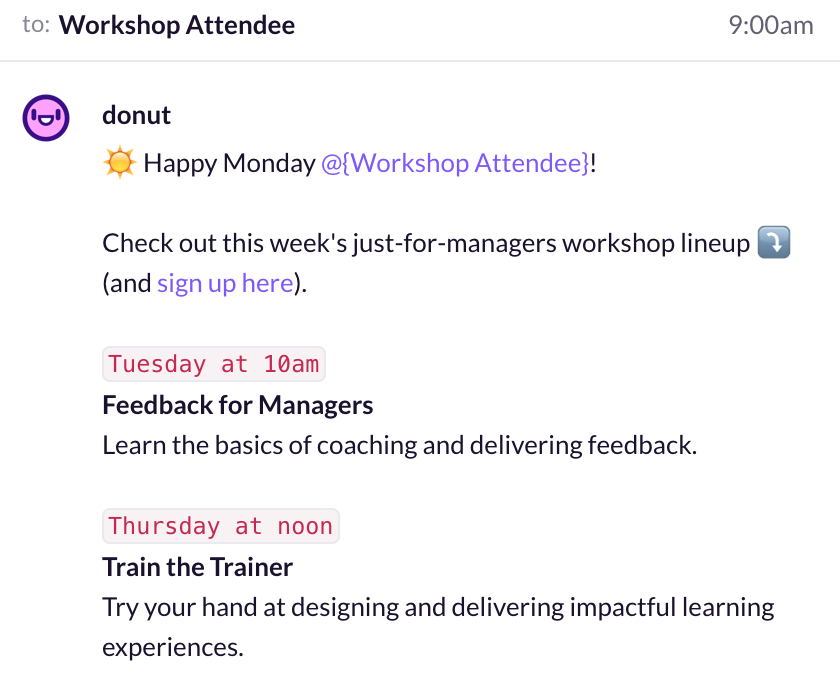 to: Workshop Attendee 9:00am
donut
☀️ Happy Monday @{Workshop Attendee}!
Check out this week's just-for-managers workshop lineup ⤵️
(and sign up here).
Tuesday at 10am
Feedback for Managers
Learn the basics of coaching and delivering feedback.
Thursday at noon
Train the Trainer
Try your hand at designing and delivering impactful learning
experiences.